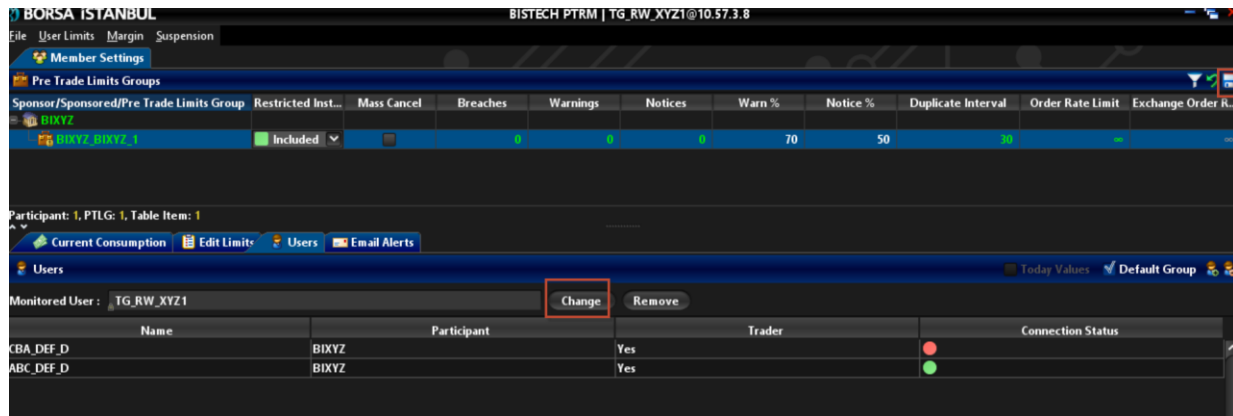 BORSA İSTANBUL BISTECH PTRM | TG_RW_XYZ1@10.57.3.8
File User Limits Margin Suspension
Member Settings
Pre Trade Limits Groups
Sponsor/Sponsored/Pre Trade Limits Group Restricted Inst... Mass Cancel Breaches Warnings Notices Warn % Notice % Duplicate Interval Order Rate Limit Exchange Order R..
BIXYZ
BIXYZ_BIXYZ_1 Included 0 0 0 70 50 30 ∞ ∞
Participant: 1, PTLG: 1, Table Item: 1
Current Consumption Edit Limits Users Email Alerts
Users Today Values Default Group
Monitored User : TG_RW_XYZ1 Change Remove
Name Participant Trader Connection Status
CBA_DEF_D BIXYZ Yes
ABC_DEF_D BIXYZ Yes